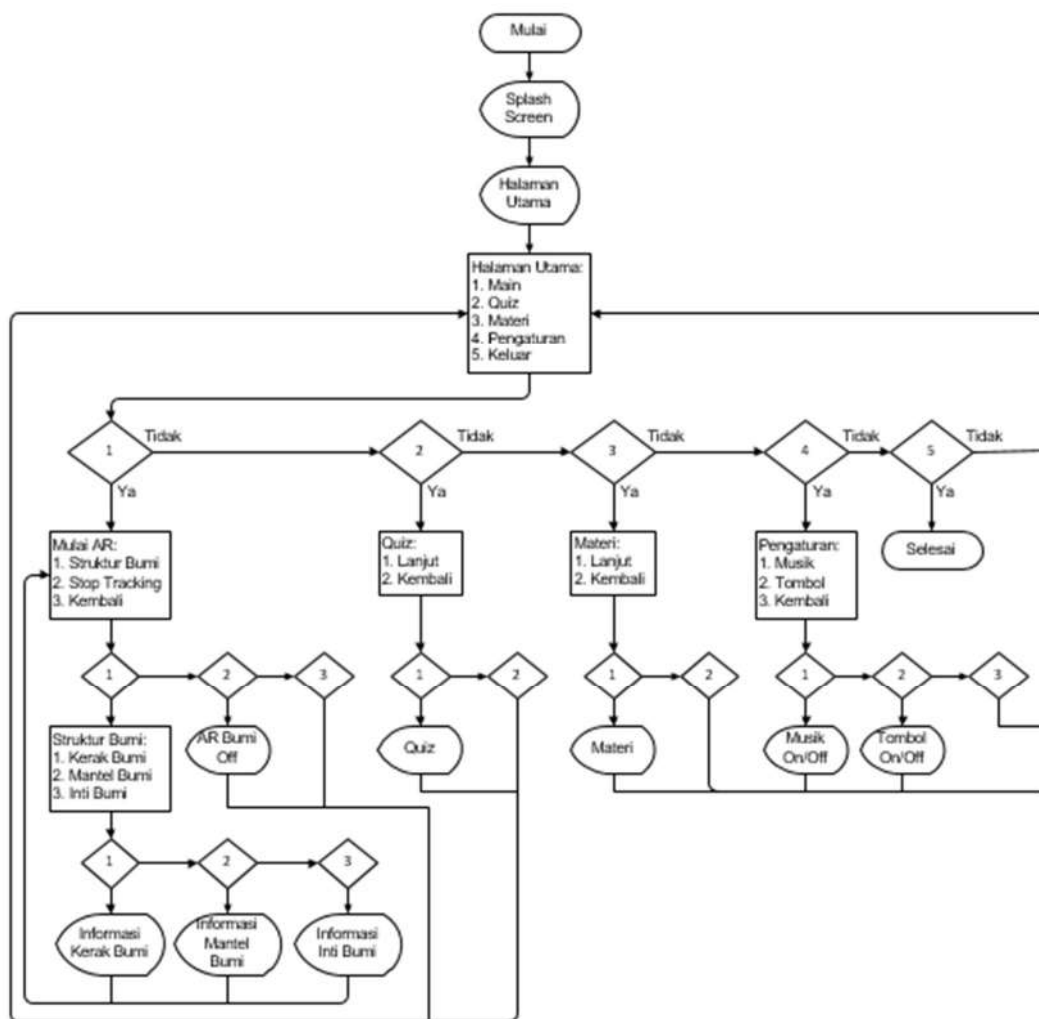 Mulai
Splash
Screen
Halaman
Utama
Halaman Utama:
1. Main
2. Quiz
3. Materi
4. Pengaturan
5. Keluar
1
Tidak
2
Tidak
3
Tidak
4
Tidak
5
Tidak
Ya
Ya
Ya
Ya
Ya
Mulai AR:
1. Struktur Bumi
2. Stop Tracking
3. Kembali
Quiz:
1. Lanjut
2. Kembali
Materi:
1. Lanjut
2. Kembali
Pengaturan:
1. Musik
2. Tombol
3. Kembali
Selesai
1
2
3
1
2
1
2
1
2
3
Struktur Bumi:
1. Kerak Bumi
2. Mantel Bumi
3. Inti Bumi
AR Bumi
Off
Quiz
Materi
Musik
On/Off
Tombol
On/Off
1
2
3
Informasi
Kerak Bumi
Informasi
Mantel
Bumi
Informasi
Inti Bumi